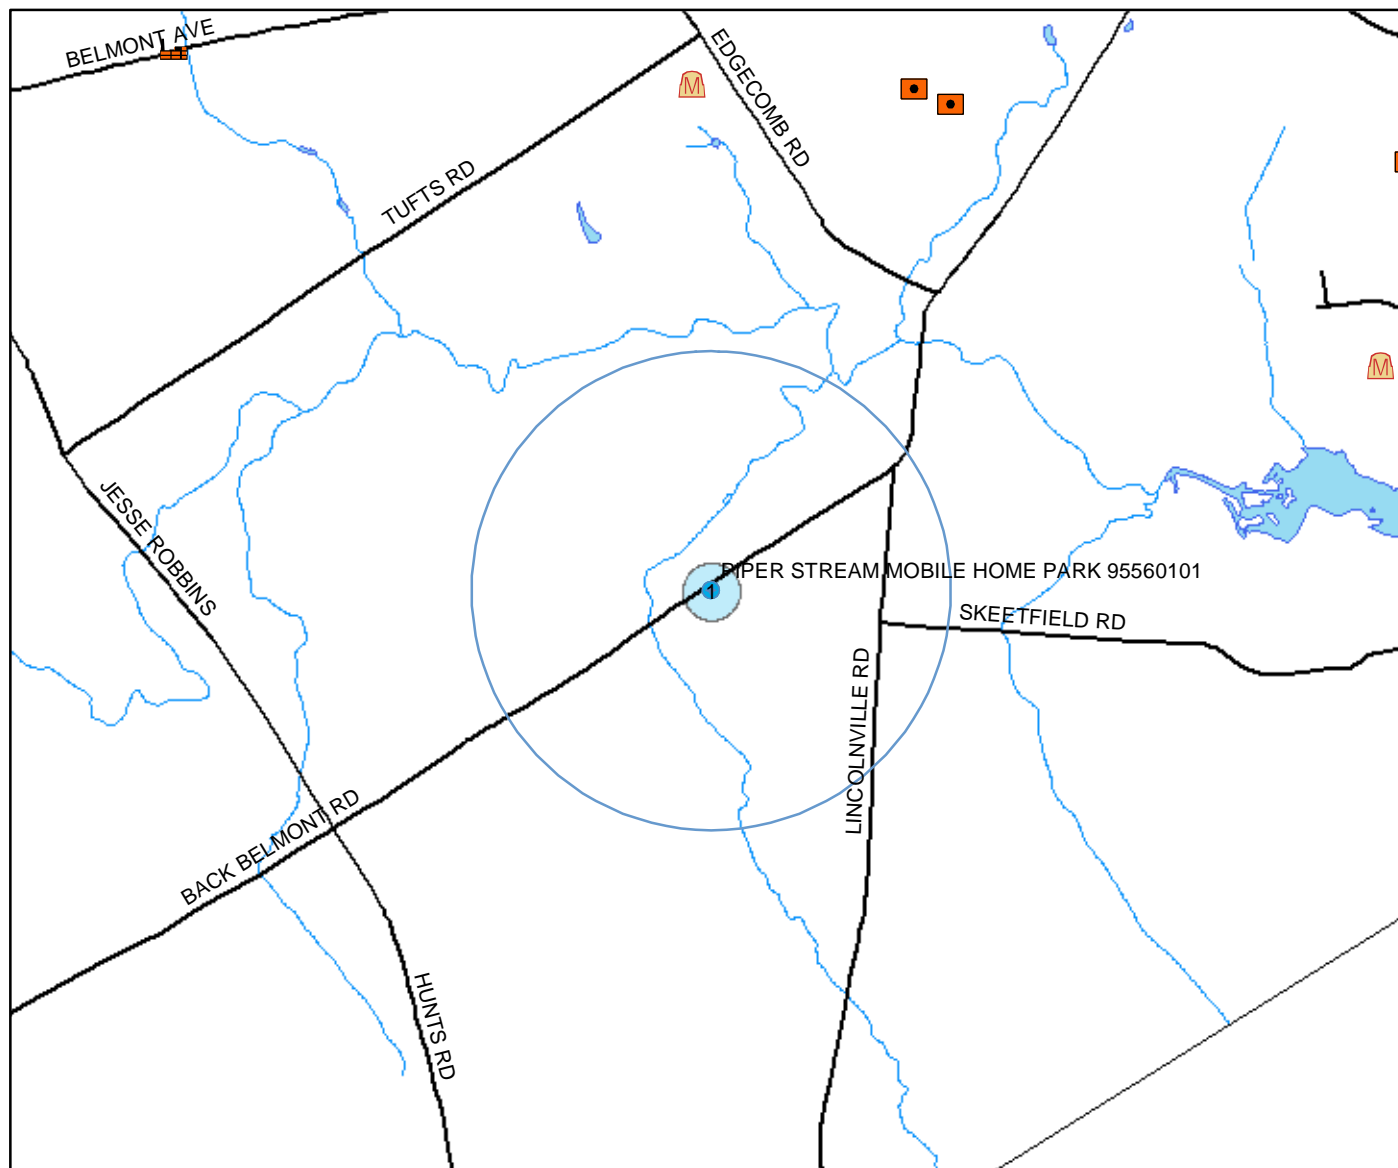 BELMONT AVE
EDGECOMB RD
M
TUFTS RD
M
JESSE ROBBINS
PIPER STREAM MOBILE HOME PARK 95560101
1
SKEETFIELD RD
LINCOLNVILLE RD
BACK BELMONT RD
HUNTS RD